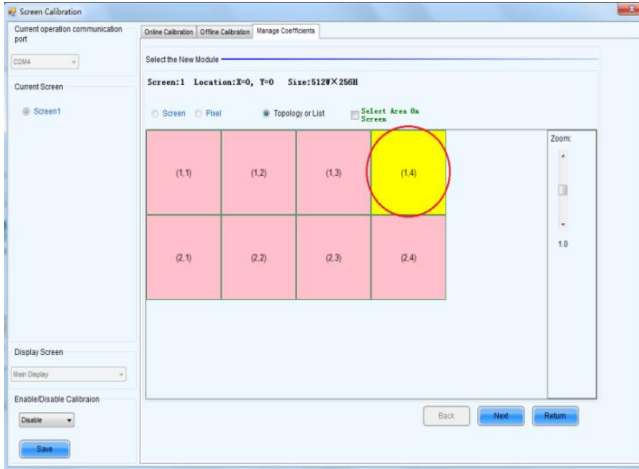 Screen Calibration
Current operation communication
port
COM4
Current Screen
Screen1
Display Screen
Main Display
Enable/Disable Calibraion
Disable
Save
Online Calibration Offline Calibration Manage Coefficients
Select the New Module
Screen:1 Location:X=0, Y=0 Size:512W×256H
Screen Pixel Topology or List Select Area On
Screen
(1,1) (1,2) (1,3) (1,4)
(2,1) (2,2) (2,3) (2,4)
Zoom:
1.0
Back Next Return